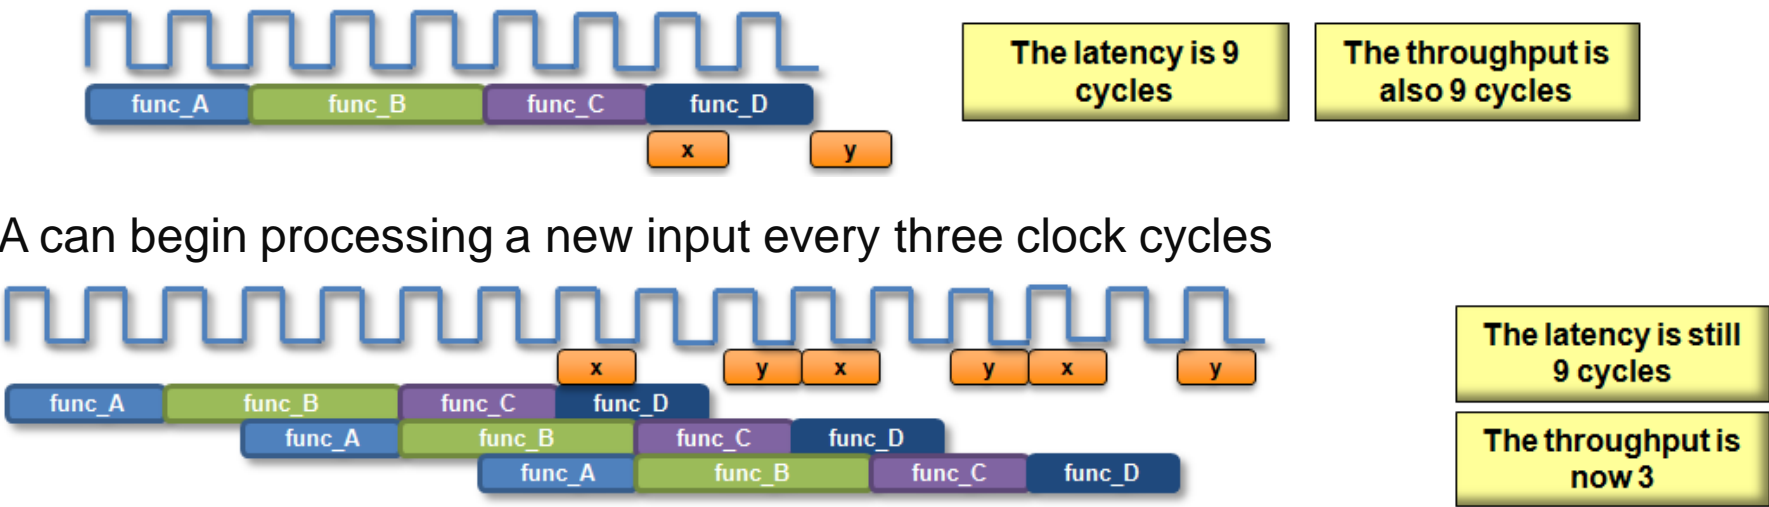 The latency is 9
cycles
The throughput is
also 9 cycles
func_A func_B func_C func_D
x y
A can begin processing a new input every three clock cycles
x y x y x y
The latency is still
9 cycles
func_A func_B func_C func_D
func_A func_B func_C func_D
func_A func_B func_C func_D
The throughput is
now 3